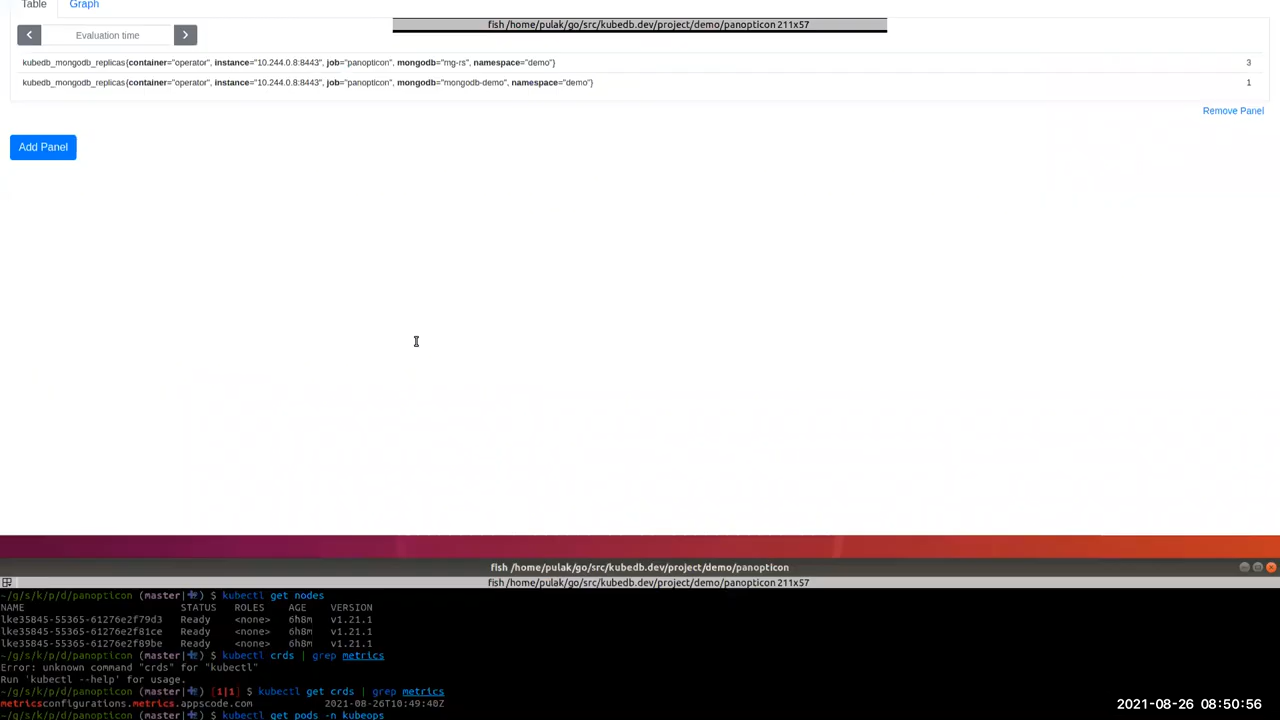 Table Graph
fish /home/pulak/go/src/kubedb.dev/project/demo/panopticon 211x57
Evaluation time
kubedb_mongodb_replicas{container="operator", instance="10.244.0.8:8443", job="panopticon", mongodb="mg-rs", namespace="demo"} 3
kubedb_mongodb_replicas{container="operator", instance="10.244.0.8:8443", job="panopticon", mongodb="mongodb-demo", namespace="demo"} 1
Remove Panel
Add Panel
fish /home/pulak/go/src/kubedb.dev/project/demo/panopticon
fish /home/pulak/go/src/kubedb.dev/project/demo/panopticon 211x57
~/g/s/k/p/d/panopticon (master|✚) $ kubectl get nodes
NAME STATUS ROLES AGE VERSION
lke35845-55365-61276e2f79d3 Ready <none> 6h8m v1.21.1
lke35845-55365-61276e2f81ce Ready <none> 6h8m v1.21.1
lke35845-55365-61276e2f89be Ready <none> 6h8m v1.21.1
~/g/s/k/p/d/panopticon (master|✚) $ kubectl crds | grep metrics
Error: unknown command "crds" for "kubectl"
Run 'kubectl --help' for usage.
~/g/s/k/p/d/panopticon (master|✚) [1|1] $ kubectl get crds | grep metrics
metricsconfigurations.metrics.appscode.com 2021-08-26T10:49:40Z
~/g/s/k/p/d/panopticon (master|✚) $ kubectl get pods -n kubeops
2021-08-26 08:50:56